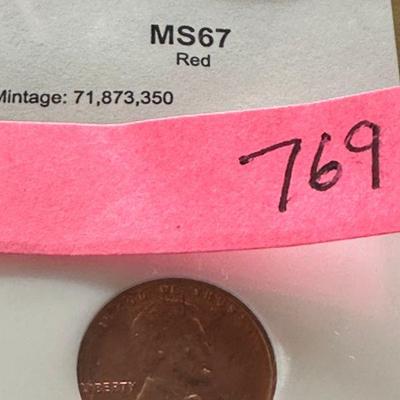 MS67
Red
Mintage: 71,873,350
769
LIBERTY